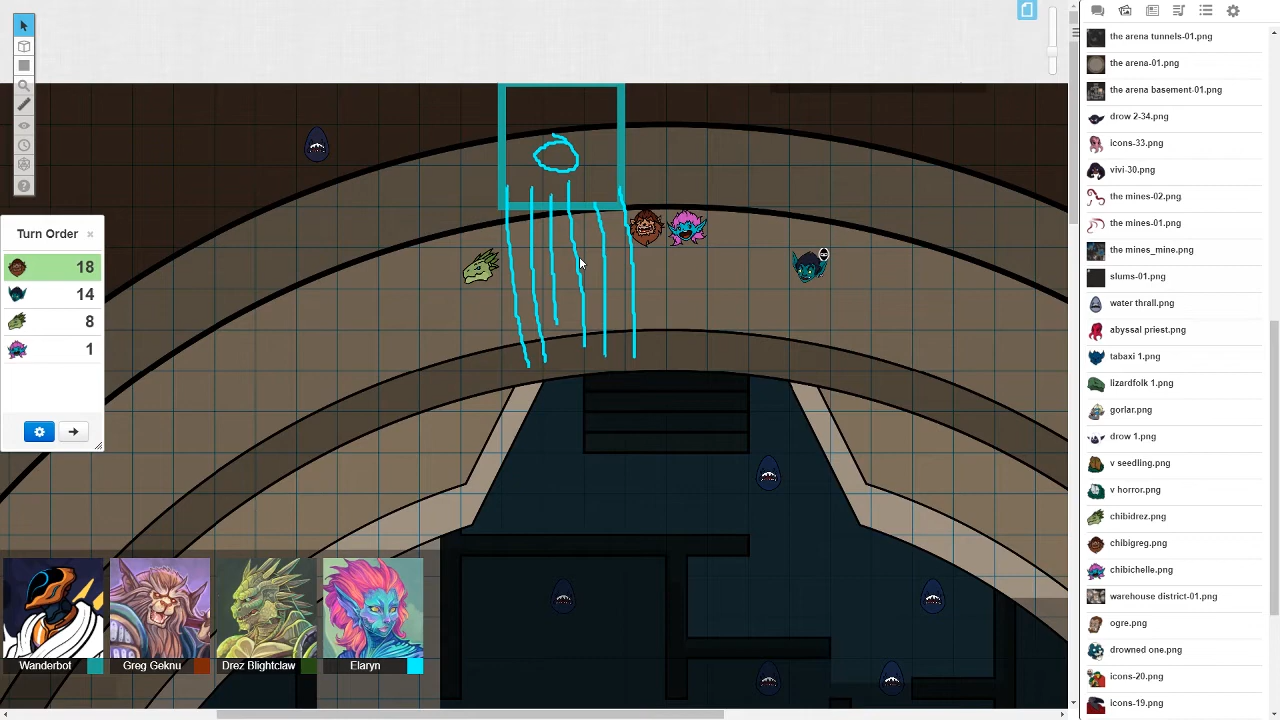 the arena tunnels-01.png
the arena-01.png
the arena basement-01.png
drow 2-34.png
icons-33.png
vivi-30.png
the mines-02.png
the mines-01.png
the mines_mine.png
slums-01.png
water thrall.png
abyssal priest.png
tabaxi 1.png
lizardfolk 1.png
gorlar.png
drow 1.png
v seedling.png
v horror.png
chibidrez.png
chibigreg.png
chibichelle.png
warehouse district-01.png
ogre.png
drowned one.png
icons-20.png
icons-19.png
Turn Order ×
18
14
8
1
Wanderbot
Greg Geknu
Drez Blightclaw
Elaryn